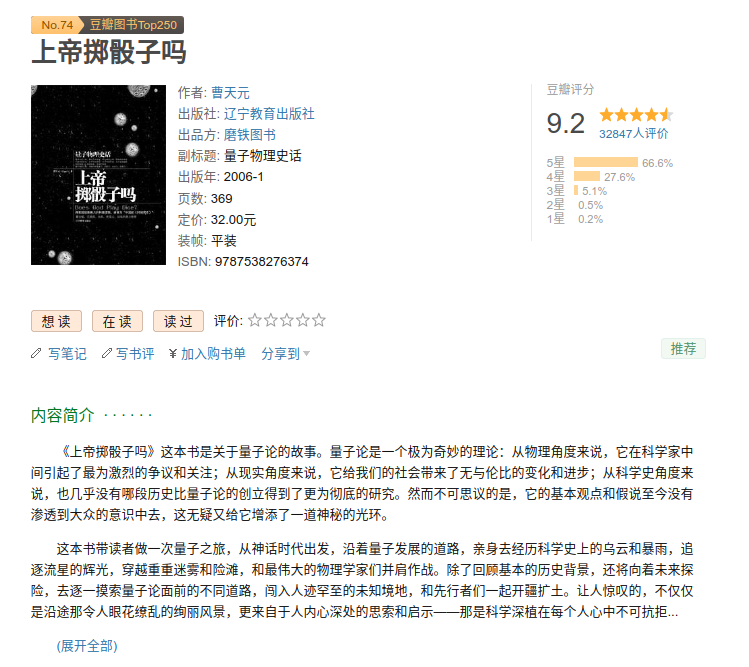 No.74 豆瓣图书Top250
上帝掷骰子吗
量子物理史话
上帝
掷骰子吗
Does God Play Dice?
作者: 曹天元
出版社: 辽宁教育出版社
出品方: 磨铁图书
副标题: 量子物理史话
出版年: 2006-1
页数: 369
定价: 32.00元
装帧: 平装
ISBN: 9787538276374
豆瓣评分
9.2
32847人评价
5星 66.6%
4星 27.6%
3星 5.1%
2星 0.5%
1星 0.2%
想读 在读 读过 评价:
写笔记 写书评 ¥加入购书单 分享到
推荐
内容简介 · · · · · ·
《上帝掷骰子吗》这本书是关于量子论的故事。量子论是一个极为奇妙的理论：从物理角度来说，它在科学家中
间引起了最为激烈的争议和关注；从现实角度来说，它给我们的社会带来了无与伦比的变化和进步；从科学史角度来
说，也几乎没有哪段历史比量子论的创立得到了更为彻底的研究。然而不可思议的是，它的基本观点和假说至今没有
渗透到大众的意识中去，这无疑又给它增添了一道神秘的光环。
这本书带读者做一次量子之旅，从神话时代出发，沿着量子发展的道路，亲身去经历科学史上的乌云和暴雨，追
逐流星的辉光，穿越重重迷雾和险滩，和最伟大的物理学家们并肩作战。除了回顾基本的历史背景，还将向着未来探
险，去逐一摸索量子论面前的不同道路，闯入人迹罕至的未知境地，和先行者们一起开疆扩土。让人惊叹的，不仅仅
是沿途那令人眼花缭乱的绚丽风景，更来自于人内心深处的思索和启示——那是科学深植在每个人心中不可抗拒...
(展开全部)